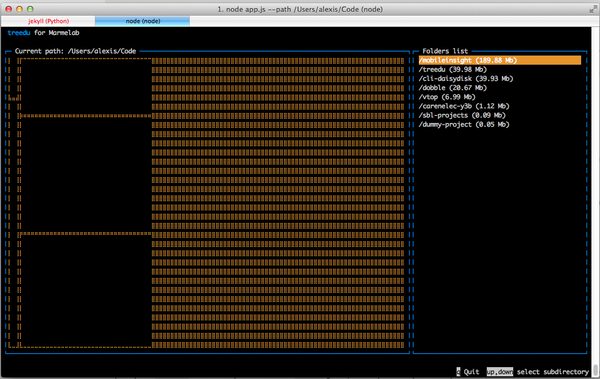 1. node app.js --path /Users/alexis/Code (node)
jekyll (Python)
node (node)
treedu for Marmelab
Current path: /Users/alexis/Code
Folders list
/mobileinsight (189.88 Mb)
/treedu (39.98 Mb)
/cli-daisydisk (39.93 Mb)
/dobble (20.67 Mb)
/vtop (6.99 Mb)
/carenelec-y3b (1.12 Mb)
/sbl-projects (0.09 Mb)
/dummy-project (0.05 Mb)
Quit up,down select subdirectory